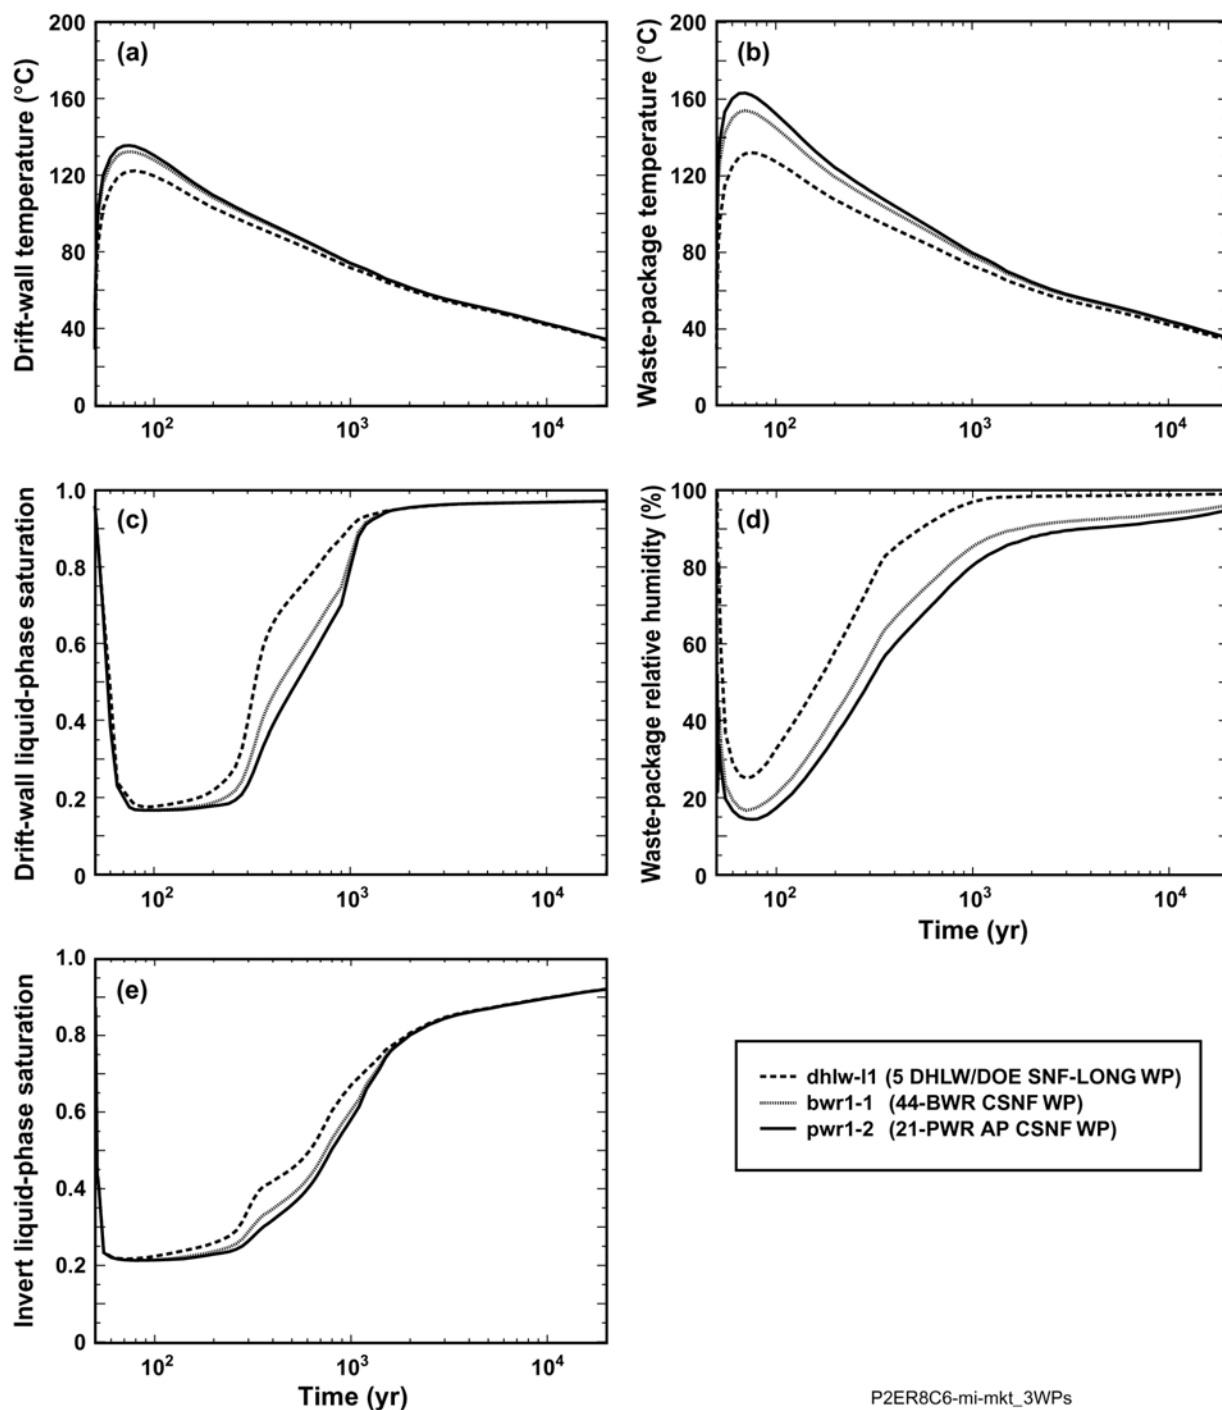 (a)
Drift-wall temperature (°C)
200
160
120
80
40
0
10²
10³
10⁴
(b)
Waste-package temperature (°C)
200
160
120
80
40
0
10²
10³
10⁴
(c)
Drift-wall liquid-phase saturation
1.0
0.8
0.6
0.4
0.2
0
10²
10³
10⁴
(d)
Waste-package relative humidity (%)
100
80
60
40
20
0
10²
10³
10⁴
Time (yr)
(e)
Invert liquid-phase saturation
1.0
0.8
0.6
0.4
0.2
0
10²
10³
10⁴
Time (yr)
dhlw-l1 (5 DHLW/DOE SNF-LONG WP)
bwr1-1 (44-BWR CSNF WP)
pwr1-2 (21-PWR AP CSNF WP)
P2ER8C6-mi-mkt_3WPs